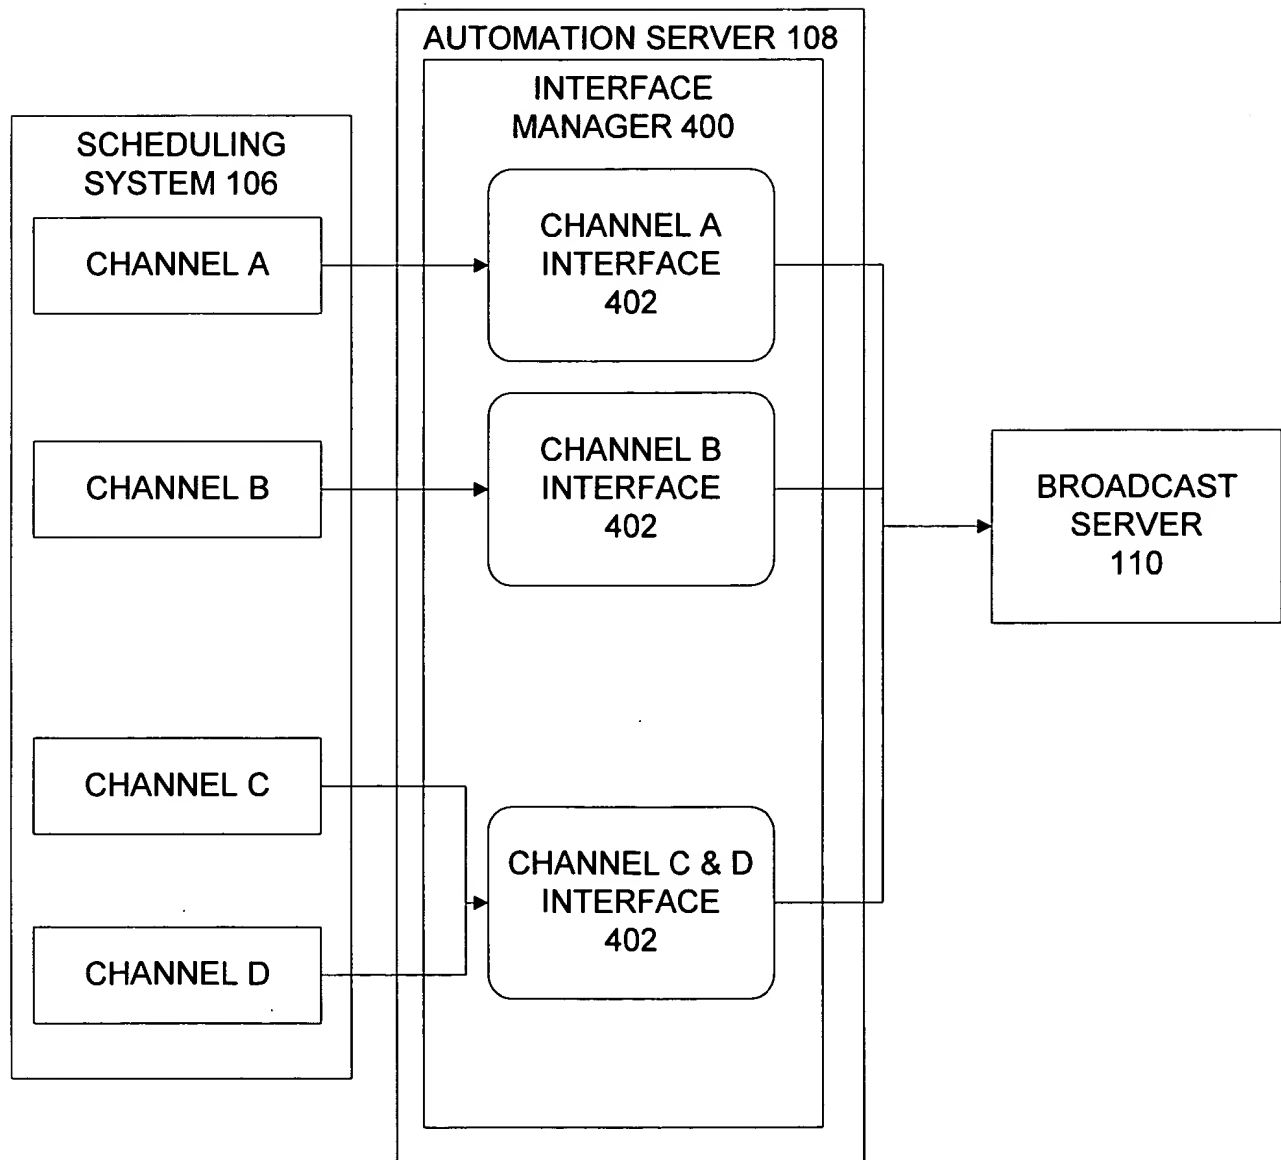 AUTOMATION SERVER 108
INTERFACE
MANAGER 400
SCHEDULING
SYSTEM 106
CHANNEL A
CHANNEL A
INTERFACE
402
CHANNEL B
CHANNEL B
INTERFACE
402
BROADCAST
SERVER
110
CHANNEL C
CHANNEL D
CHANNEL C & D
INTERFACE
402